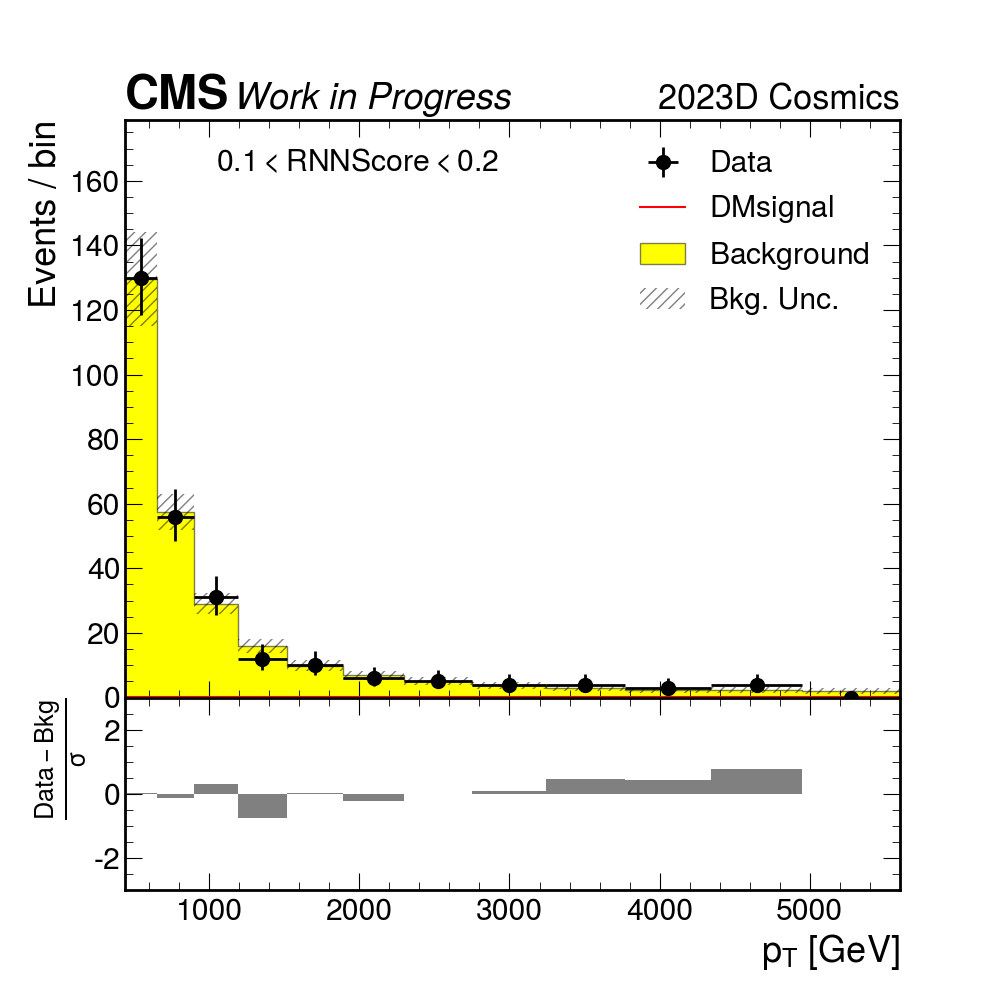 CMS Work in Progress 2023D Cosmics
0.1 < RNNScore < 0.2
Data
DMsignal
Background
Bkg. Unc.
Events / bin
160
140
120
100
80
60
40
20
0
Data – Bkg
σ
2
0
-2
1000 2000 3000 4000 5000
pT [GeV]